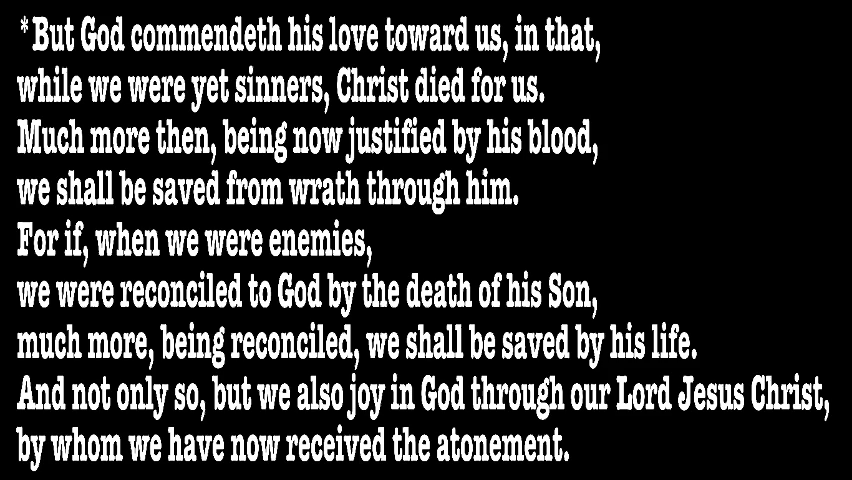 *But God commendeth his love toward us, in that,
while we were yet sinners, Christ died for us.
Much more then, being now justified by his blood,
we shall be saved from wrath through him.
For if, when we were enemies,
we were reconciled to God by the death of his Son,
much more, being reconciled, we shall be saved by his life.
And not only so, but we also joy in God through our Lord Jesus Christ,
by whom we have now received the atonement.